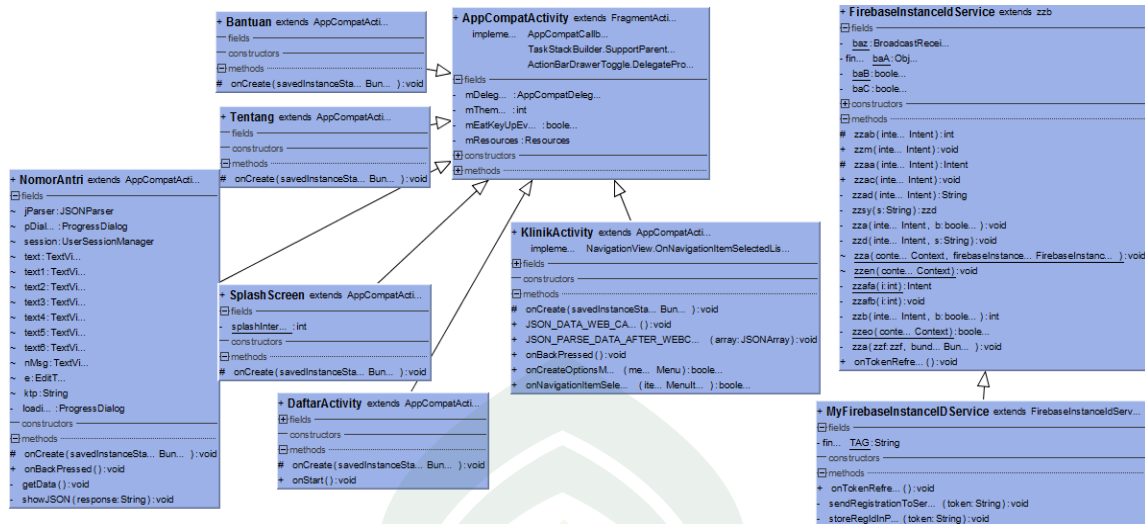 + Bantuan extends AppCompatActi...
fields
constructors
methods
# onCreate(savedInstanceSta... Bun... ):void
+ Tentang extends AppCompatActi...
fields
constructors
methods
# onCreate(savedInstanceSta... Bun... ):void
+ NomorAntri extends AppCompatActi...
fields
~ jParser:JSONParser
~ pDial... :ProgressDialog
~ session:UserSessionManager
~ text:TextVi...
~ text1:TextVi...
~ text2:TextVi...
~ text3:TextVi...
~ text4:TextVi...
~ text5:TextVi...
~ text6:TextVi...
~ nMsg:TextVi...
~ e:EditT...
~ ktp:String
- loadi... :ProgressDialog
constructors
methods
# onCreate(savedInstanceSta... Bun... ):void
+ onBackPressed():void
- getData():void
- showJSON(response:String):void
+ SplashScreen extends AppCompatActi...
fields
- splashInter... :int
constructors
methods
# onCreate(savedInstanceSta... Bun... ):void
+ DaftarActivity extends AppCompatActi...
fields
constructors
methods
# onCreate(savedInstanceSta... Bun... ):void
+ onStart():void
+ AppCompatActivity extends FragmentActi...
impleme... AppCompatCallb...
TaskStackBuilder.SupportParent...
ActionBarDrawerToggle.DelegatePro...
fields
- mDeleg... :AppCompatDeleg...
- mThem... :int
- mEatKeyUpEv... :boole...
- mResources:Resources
constructors
methods
+ KlinikActivity extends AppCompatActi...
impleme... NavigationView.OnNavigationItemSelectedLis...
fields
constructors
methods
# onCreate(savedInstanceSta... Bun... ):void
+ JSON_DATA_WEB_CA... ():void
+ JSON_PARSE_DATA_AFTER_WEBC... (array:JSONArray):void
+ onBackPressed():void
+ onCreateOptionsM... (me... Menu):boole...
+ onNavigationItemSele... (ite... MenuIt... ):boole...
+ FirebaseInstanceIdService extends zzb
fields
- baz:BroadcastRecei...
- fin... baA:Obj...
- baB:boole...
- baC:boole...
constructors
methods
# zzab(inte... Intent):int
+ zzm(inte... Intent):void
# zzaa(inte... Intent):Intent
+ zzac(inte... Intent):void
- zzad(inte... Intent):String
- zzsy(s:String):zzd
- zza(inte... Intent, b:boole... ):void
- zzd(inte... Intent, s:String):void
~ zza(conte... Context, firebaseInstance... FirebaseInstanc... ):void
~ zzen(conte... Context):void
- zzafa(i:int):Intent
- zzafb(i:int):void
- zzb(inte... Intent, b:boole... ):int
- zzeo(conte... Context):boole...
- zza(zzf:zzf, bund... Bun... ):void
+ onTokenRefre... ():void
+ MyFirebaseInstanceIDService extends FirebaseInstanceIdServ...
fields
- fin... TAG:String
constructors
methods
+ onTokenRefre... ():void
- sendRegistrationToSer... (token:String):void
- storeRegIdInP... (token:String):void